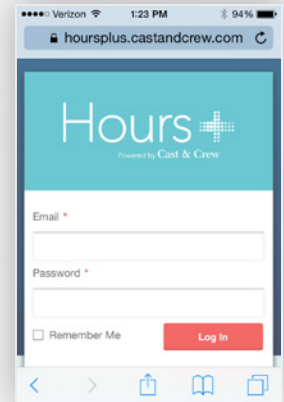 Verizon 1:23 PM 94%
hoursplus.castandcrew.com
Hours+
Powered by Cast & Crew
Email *
Password *
Remember Me Log In